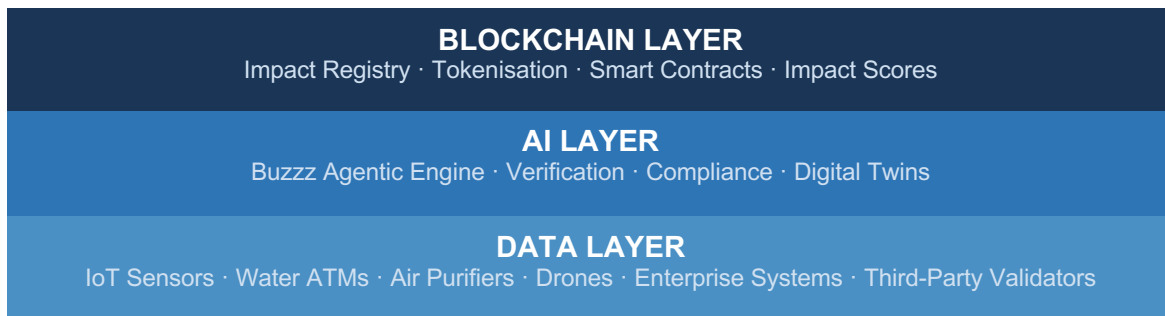 BLOCKCHAIN LAYER
Impact Registry · Tokenisation · Smart Contracts · Impact Scores
AI LAYER
Buzzz Agentic Engine · Verification · Compliance · Digital Twins
DATA LAYER
IoT Sensors · Water ATMs · Air Purifiers · Drones · Enterprise Systems · Third-Party Validators